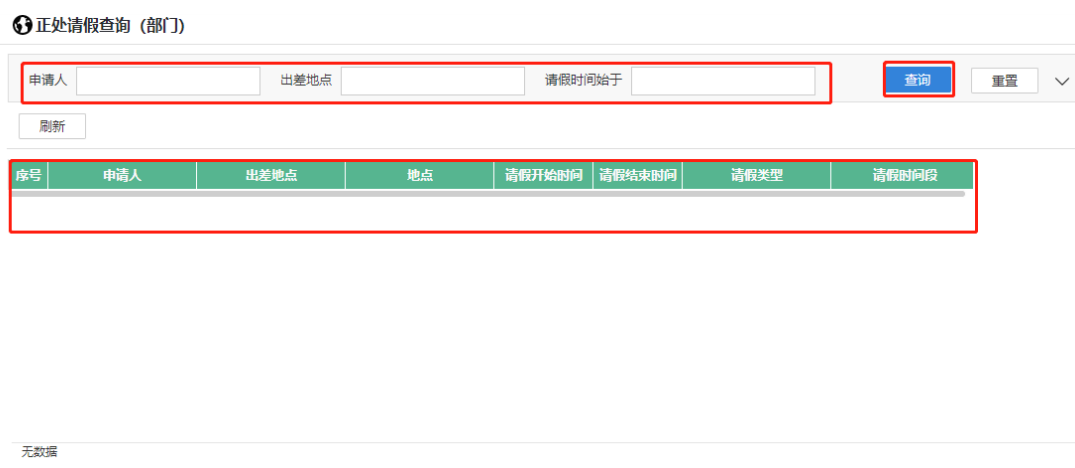 正处请假查询（部门）
申请人 出差地点 请假时间始于 查询 重置
刷新
序号 申请人 出差地点 地点 请假开始时间 请假结束时间 请假类型 请假时间段
无数据